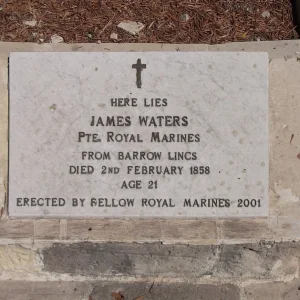 HERE LIES
JAMES WATERS
PTE. ROYAL MARINES
FROM BARROW LINCS
DIED 2ND FEBRUARY 1858
AGE 21
ERECTED BY FELLOW ROYAL MARINES 2001